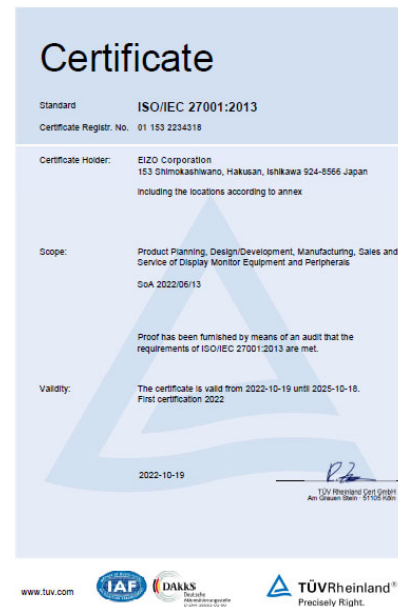 Certificate
Standard ISO/IEC 27001:2013
Certificate Registr. No. 01 153 2234318
Certificate Holder: EIZO Corporation
153 Shimokashiwano, Hakusan, Ishikawa 924-8566 Japan
including the locations according to annex
Scope: Product Planning, Design/Development, Manufacturing, Sales and
Service of Display Monitor Equipment and Peripherals
SoA 2022/06/13
Proof has been furnished by means of an audit that the
requirements of ISO/IEC 27001:2013 are met.
Validity: The certificate is valid from 2022-10-19 until 2025-10-18.
First certification 2022
2022-10-19
TÜV Rheinland Cert GmbH
Am Grauen Stein · 51105 Köln
www.tuv.com
IAF
DAkkS
Deutsche
Akkreditierungsstelle
TÜVRheinland®
Precisely Right.